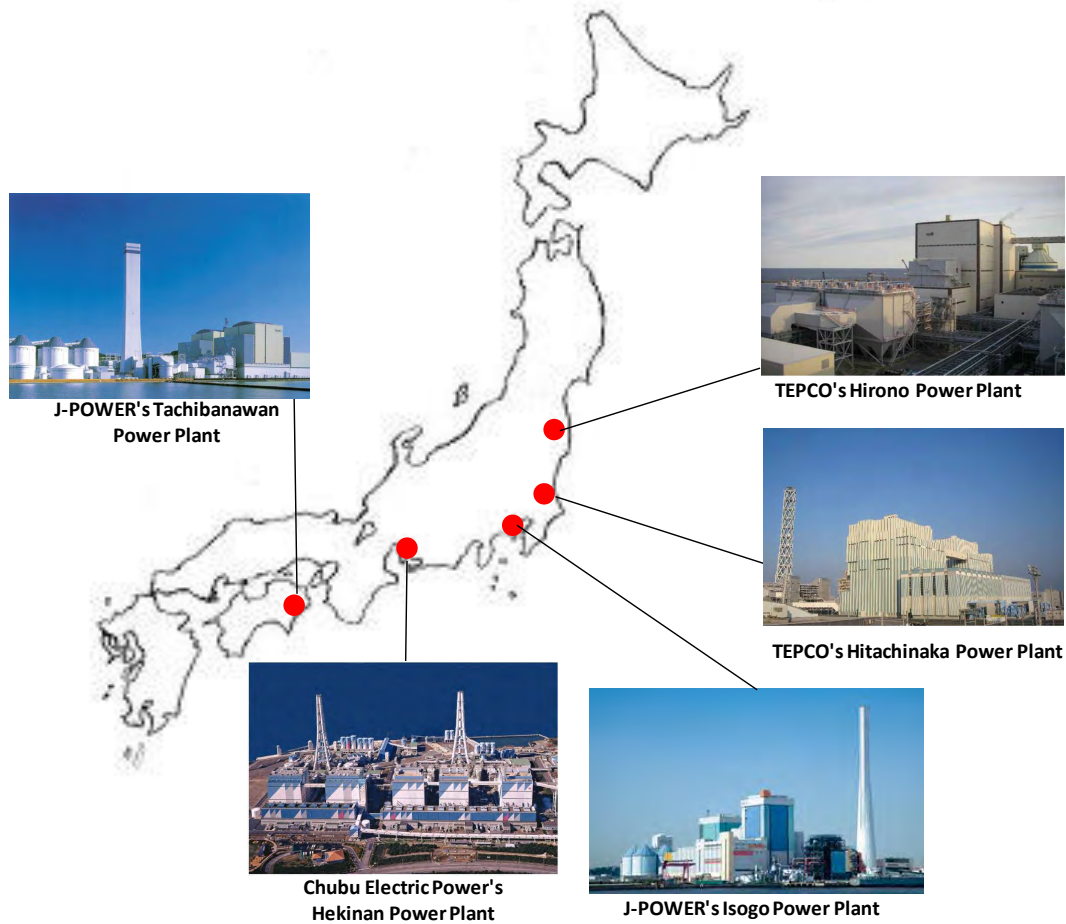 J-POWER's Tachibanawan
Power Plant
TEPCO's Hirono Power Plant
TEPCO's Hitachinaka Power Plant
Chubu Electric Power's
Hekinan Power Plant
J-POWER's Isogo Power Plant